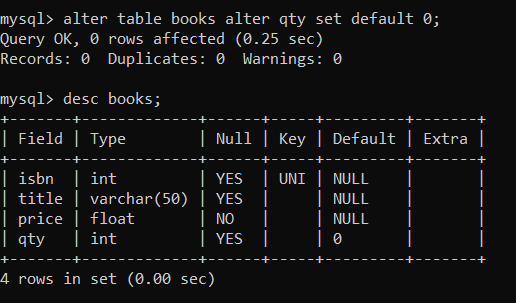 mysql> alter table books alter qty set default 0;
Query OK, 0 rows affected (0.25 sec)
Records: 0  Duplicates: 0  Warnings: 0
mysql> desc books;
+-------+-------------+------+-----+---------+-------+
| Field | Type        | Null | Key | Default | Extra |
+-------+-------------+------+-----+---------+-------+
| isbn  | int         | YES  | UNI | NULL    |       |
| title | varchar(50) | YES  |     | NULL    |       |
| price | float       | NO   |     | NULL    |       |
| qty   | int         | YES  |     | 0       |       |
+-------+-------------+------+-----+---------+-------+
4 rows in set (0.00 sec)